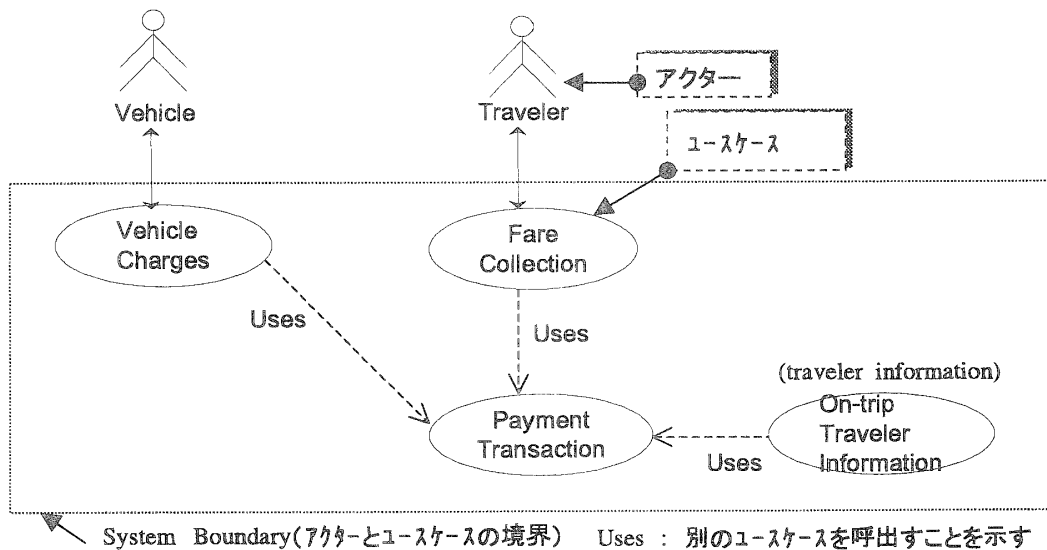 Vehicle
Traveler
アクター
ユースケース
Vehicle
Charges
Fare
Collection
Uses
Uses
(traveler information)
On-trip
Traveler
Information
Payment
Transaction
Uses
System Boundary(アクターとユースケースの境界)
Uses : 別のユースケースを呼出すことを示す